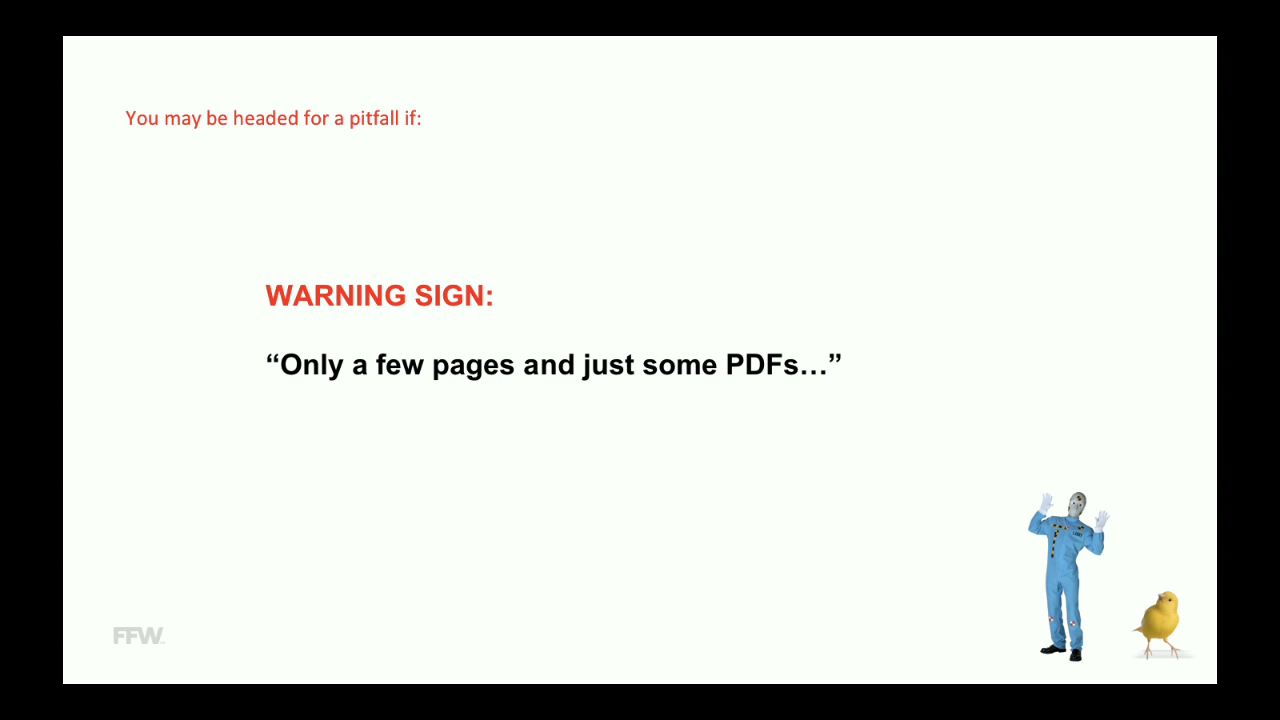 You may be headed for a pitfall if:
WARNING SIGN:
“Only a few pages and just some PDFs…”
FFW